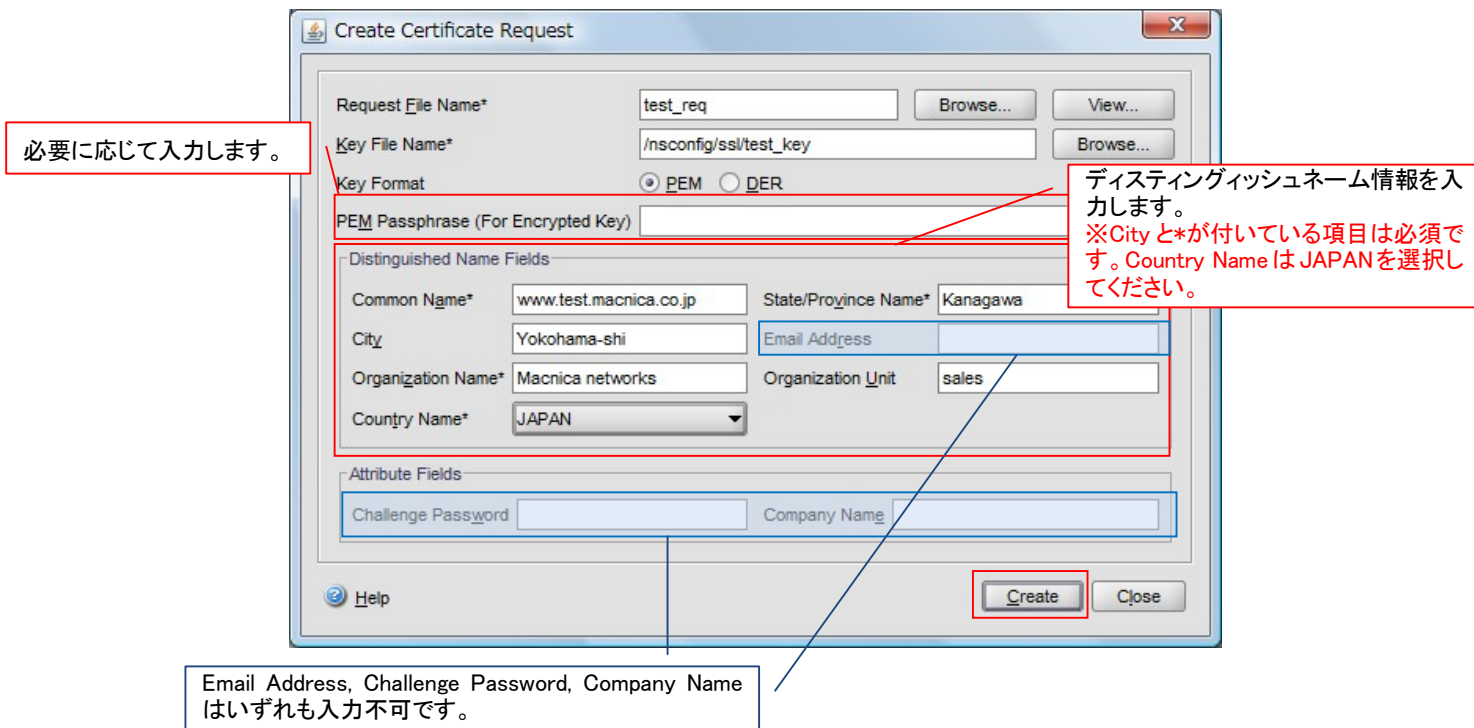 Create Certificate Request
Request File Name* test_req Browse... View...
必要に応じて入力します。
Key File Name* /nsconfig/ssl/test_key Browse...
Key Format PEM DER
ディスティングィッシュネーム情報を入
力します。
※Cityと*が付いている項目は必須で
す。Country NameはJAPANを選択し
てください。
PEM Passphrase (For Encrypted Key)
Distinguished Name Fields
Common Name* www.test.macnica.co.jp State/Province Name* Kanagawa
City Yokohama-shi Email Address
Organization Name* Macnica networks Organization Unit sales
Country Name* JAPAN
Attribute Fields
Challenge Password Company Name
Help Create Close
Email Address, Challenge Password, Company Name
はいずれも入力不可です。